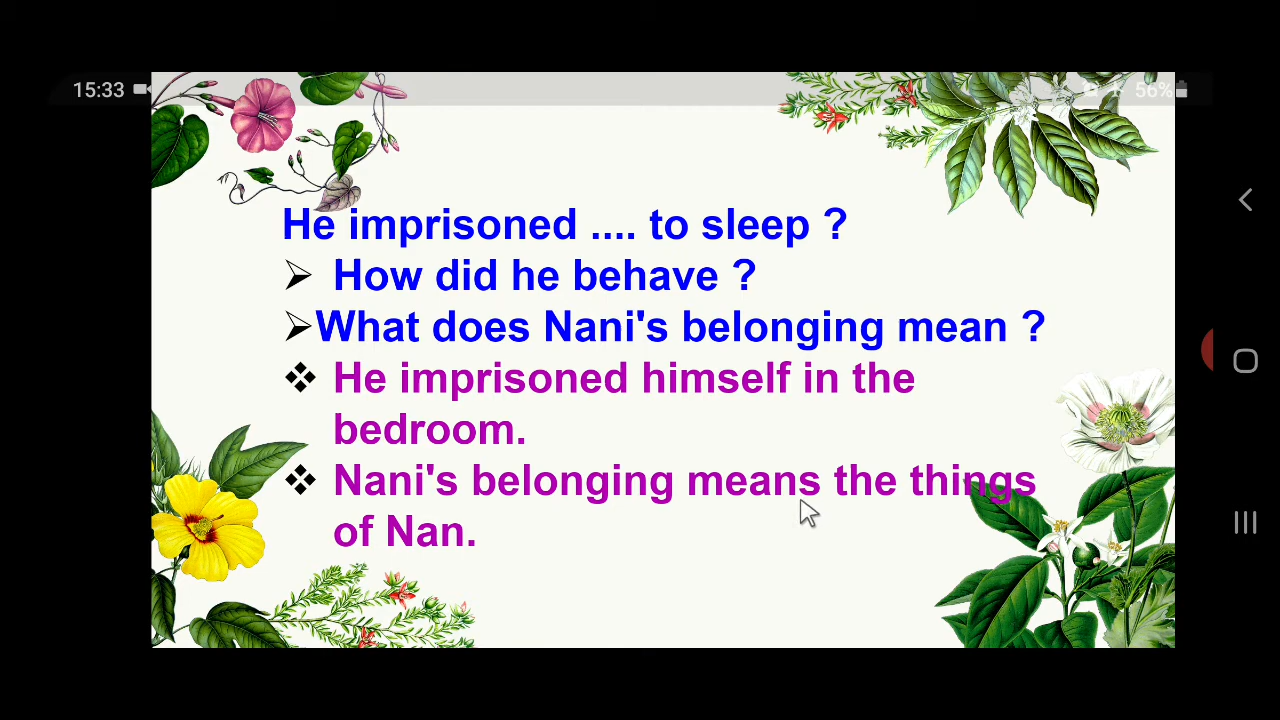 15:33
56%
He imprisoned .... to sleep ?
➢ How did he behave ?
➢What does Nani's belonging mean ?
❖ He imprisoned himself in the
bedroom.
❖ Nani's belonging means the things
of Nan.